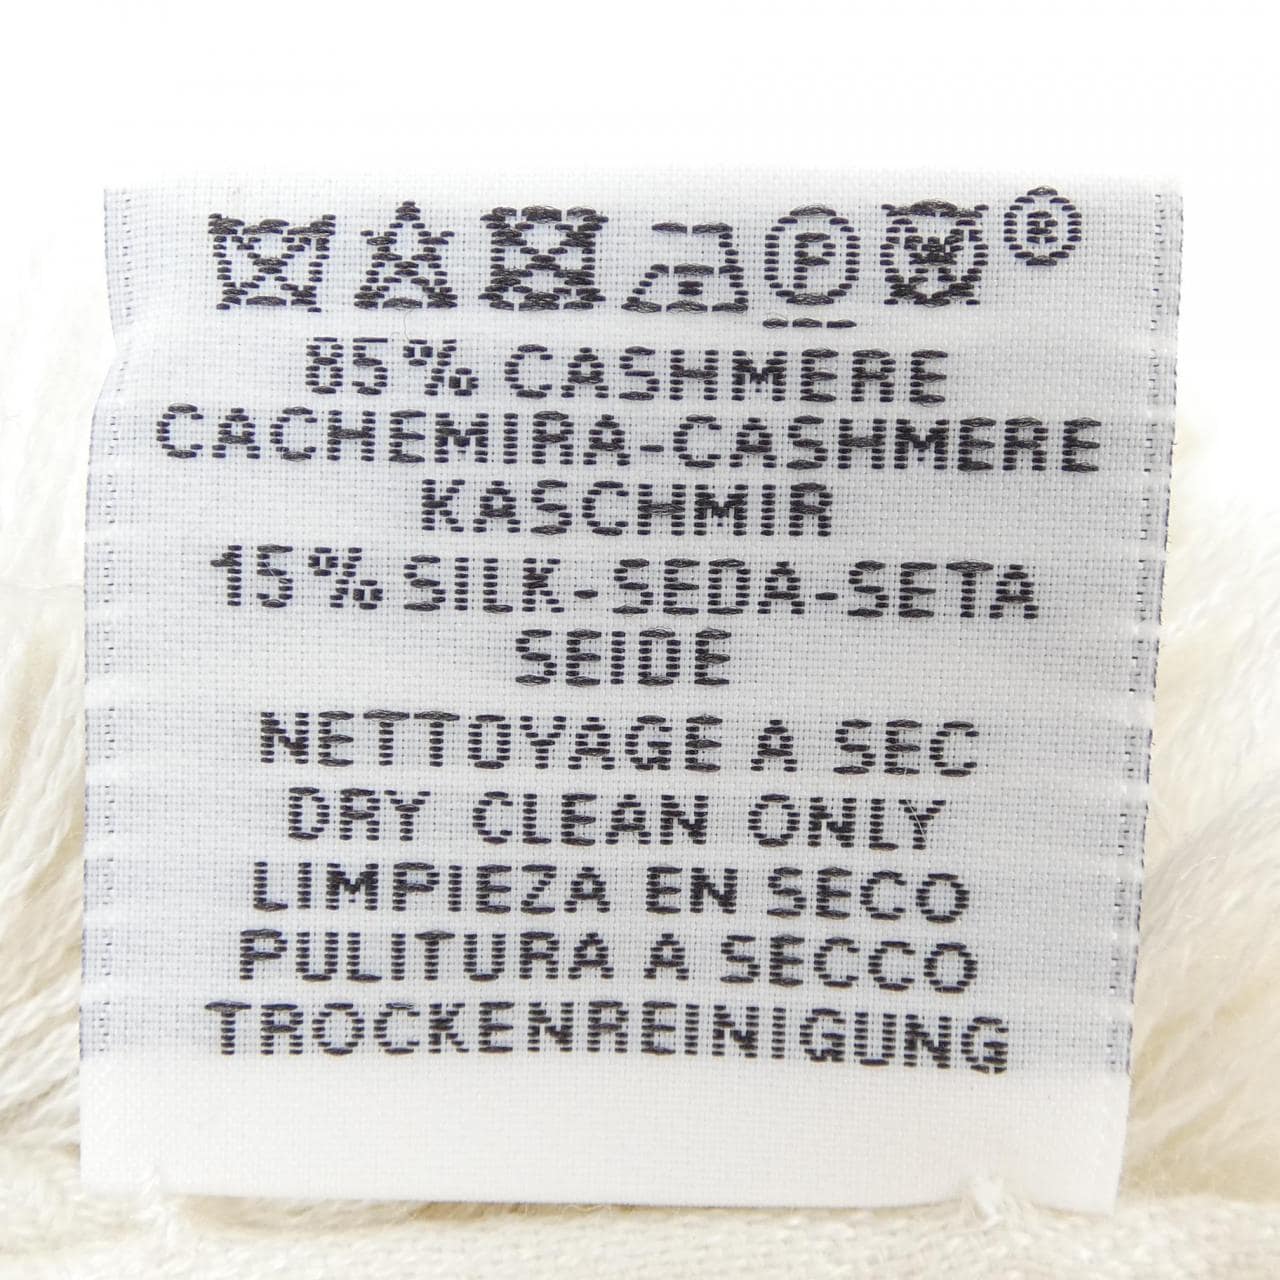 P W ®
85% CASHMERE
CACHEMIRA-CASHMERE
KASCHMIR
15% SILK-SEDA-SETA
SEIDE
NETTOYAGE A SEC
DRY CLEAN ONLY
LIMPIEZA EN SECO
PULITURA A SECCO
TROCKENREINIGUNG